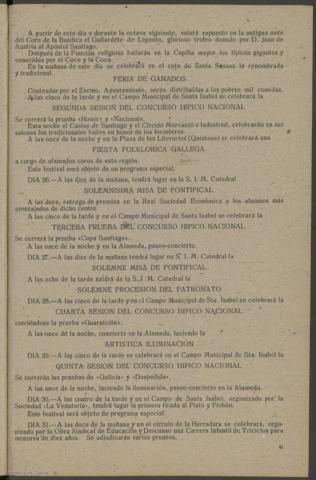 A partir de este día y durante la octava siguiente, estará expuesto en la antigua nave
del Coro de la Basílica el Gallardete de Lepanto, glorioso trofeo donado por D. Juan de
Austria al Apóstol Santiago.
Después de la Función religiosa bailarán en la Capilla mayor los típicos gigantes y
conocidos por el Coco y la Coca.
En la mañana de este día se celebrará en el coto de Santa Susana la renombrada
y tradicional.
FERIA DE GANADOS
Costeadas por el Excmo. Ayuntamiento, serán distribuidas a los pobres mil comidas.
A las cinco de la tarde y en el Campo Municipal de Santa Isabel se celebrará la
SEGUNDA SESION DEL CONCURSO HIPICO NACIONAL
Se correrá la prueba «Honor» y «Nacional».
Esta noche el Casino de Santiago y el Círculo Mercantil e Industrial, celebrarán en sus
salones los tradicionales bailes en honor de los forasteros.
A las once de la noche y en la Plaza de los Literarios (Quintana) se celebrará una
FIESTA FOLKLORICA GALLEGA
a cargo de afamados coros de esta región.
Este festival será objeto de un programa especial.
DIA 26.—A las diez de la mañana, tendrá lugar en la S. I. M. Catedral
SOLEMNISIMA MISA DE PONTIFICAL
A las doce, entrega de premios en la Real Sociedad Económica a los alumnos más
aventajados de dicho centro.
A las cinco de la tarde y en el Campo Municipal de Santa Isabel se celebrará la
TERCERA PRUEBA DEL CONCURSO HIPICO NACIONAL
Se correrá la prueba «Copa Santiago».
A las once de la noche y en la Alameda, paseo-concierto.
DIA 27.—A las diez de la mañana tendrá lugar en S. I. M. Catedral la
SOLEMNE MISA DE PONTIFICAL
A las ocho de la tarde saldrá de la S. I. M. Catedral la
SOLEMNE PROCESION DEL PATRONATO
DIA 28.—A las cinco de la tarde y en el Campo Municipal de Sta. Isabel se celebrará la
CUARTA SESION DEL CONCURSO HIPICO NACIONAL
corriéndose la prueba «Guarnición».
A las once de la noche, concierto en la Alameda, luciendo la
ARTISTICA ILUMINACION
DIA 29.—A las cinco de la tarde se celebrará en el Campo Municipal de Sta. Isabel la
QUINTA SESION DEL CONCURSO HIPICO NACIONAL
Se correrán las pruebas de «Galicia» y «Despedida».
A las once de la noche, luciendo la iluminación, paseo-concierto en la Alameda.
DIA 30.—A las cuatro de la tarde y en el Campo de Santa Isabel, organizado por la
Sociedad «La Venatoria», tendrá lugar la primera tirada al Plato y Pichón.
Este festival será objeto de programa especial.
DIA 31.—A las doce de la mañana y en el circulo de la Herradura se celebrará, orga-
nizado por la Obra Sindical de Educación y Descanso una Carrera Infantil de Triciclos para
menores de diez años. Se adjudicarán varios premios.